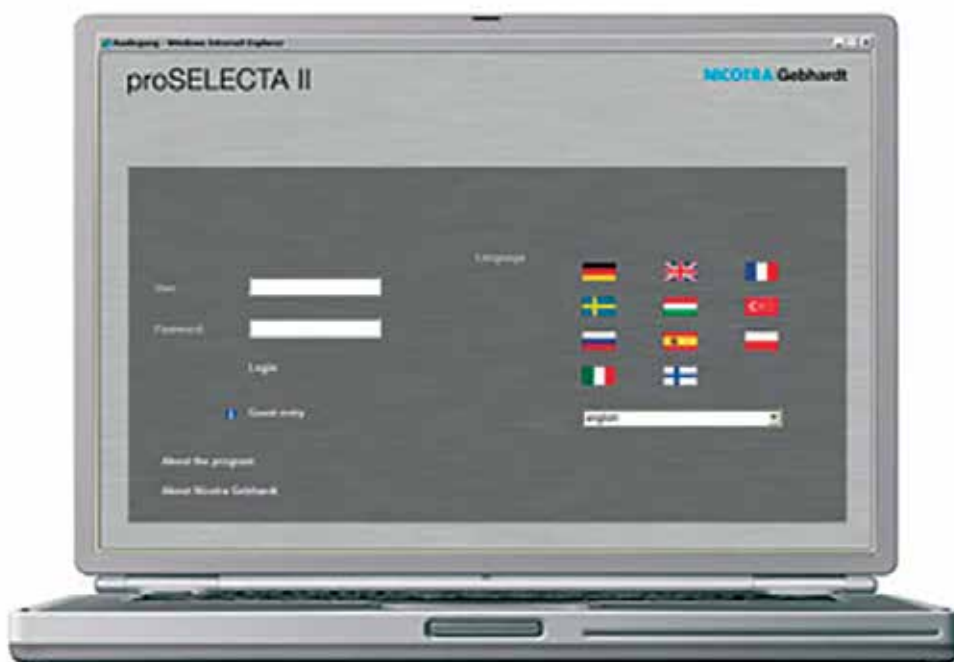 Windows Internet Explorer
proSELECTA II
NICOTRA Gebhardt
Language
User
Password
Login
Guest entry
english
About the program
About Nicotra Gebhardt